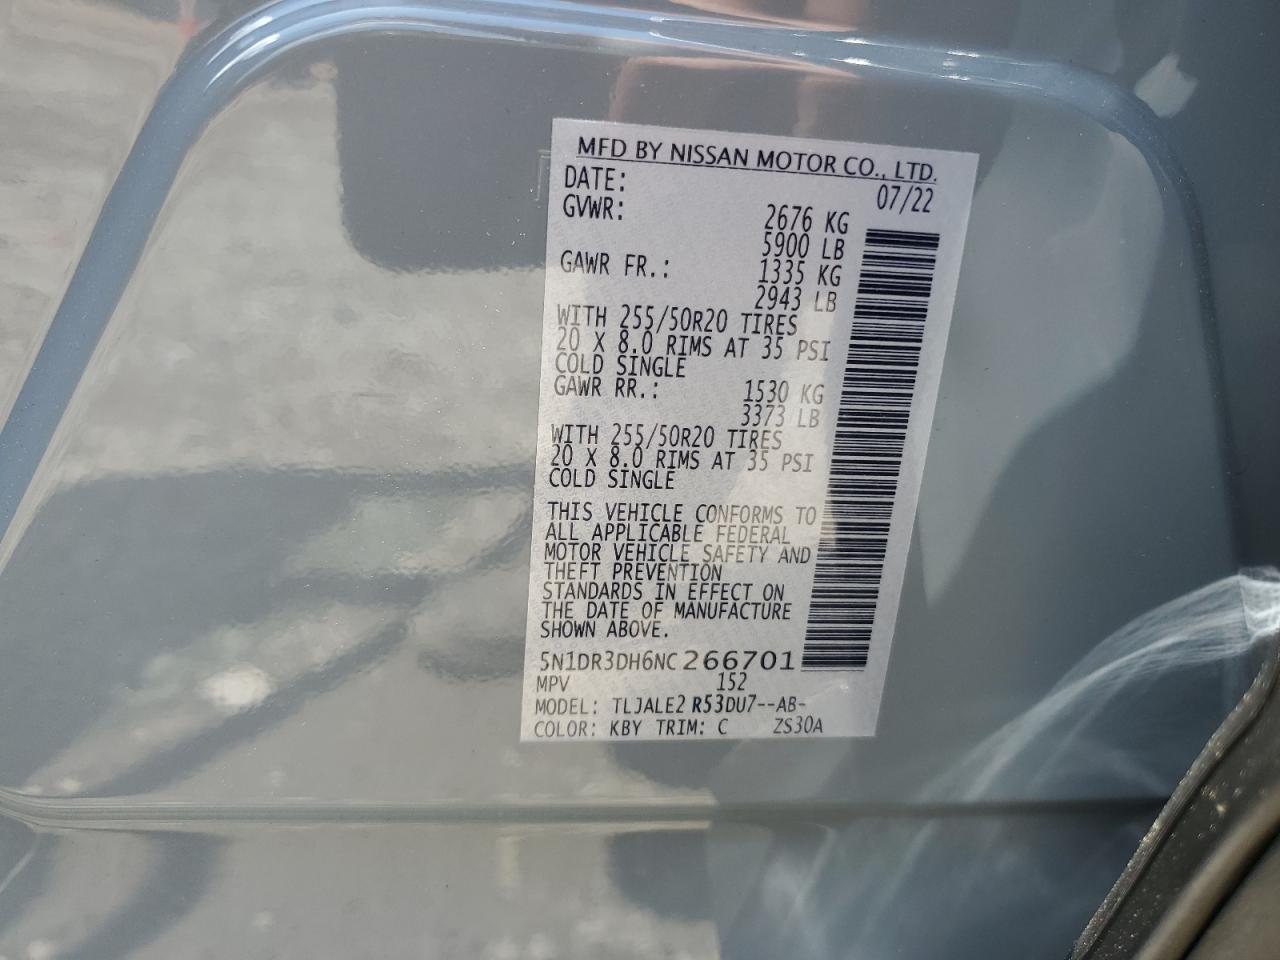 MFD BY NISSAN MOTOR CO., LTD.
DATE: 07/22
GVWR: 2676 KG
5900 LB
GAWR FR.: 1335 KG
2943 LB
WITH 255/50R20 TIRES
20 X 8.0 RIMS AT 35 PSI
COLD SINGLE
GAWR RR.: 1530 KG
3373 LB
WITH 255/50R20 TIRES
20 X 8.0 RIMS AT 35 PSI
COLD SINGLE
THIS VEHICLE CONFORMS TO
ALL APPLICABLE FEDERAL
MOTOR VEHICLE SAFETY AND
THEFT PREVENTION
STANDARDS IN EFFECT ON
THE DATE OF MANUFACTURE
SHOWN ABOVE.
5N1DR3DH6NC266701
MPV 152
MODEL: TLJALE2 R53DU7--AB-
COLOR: KBY TRIM: C ZS30A